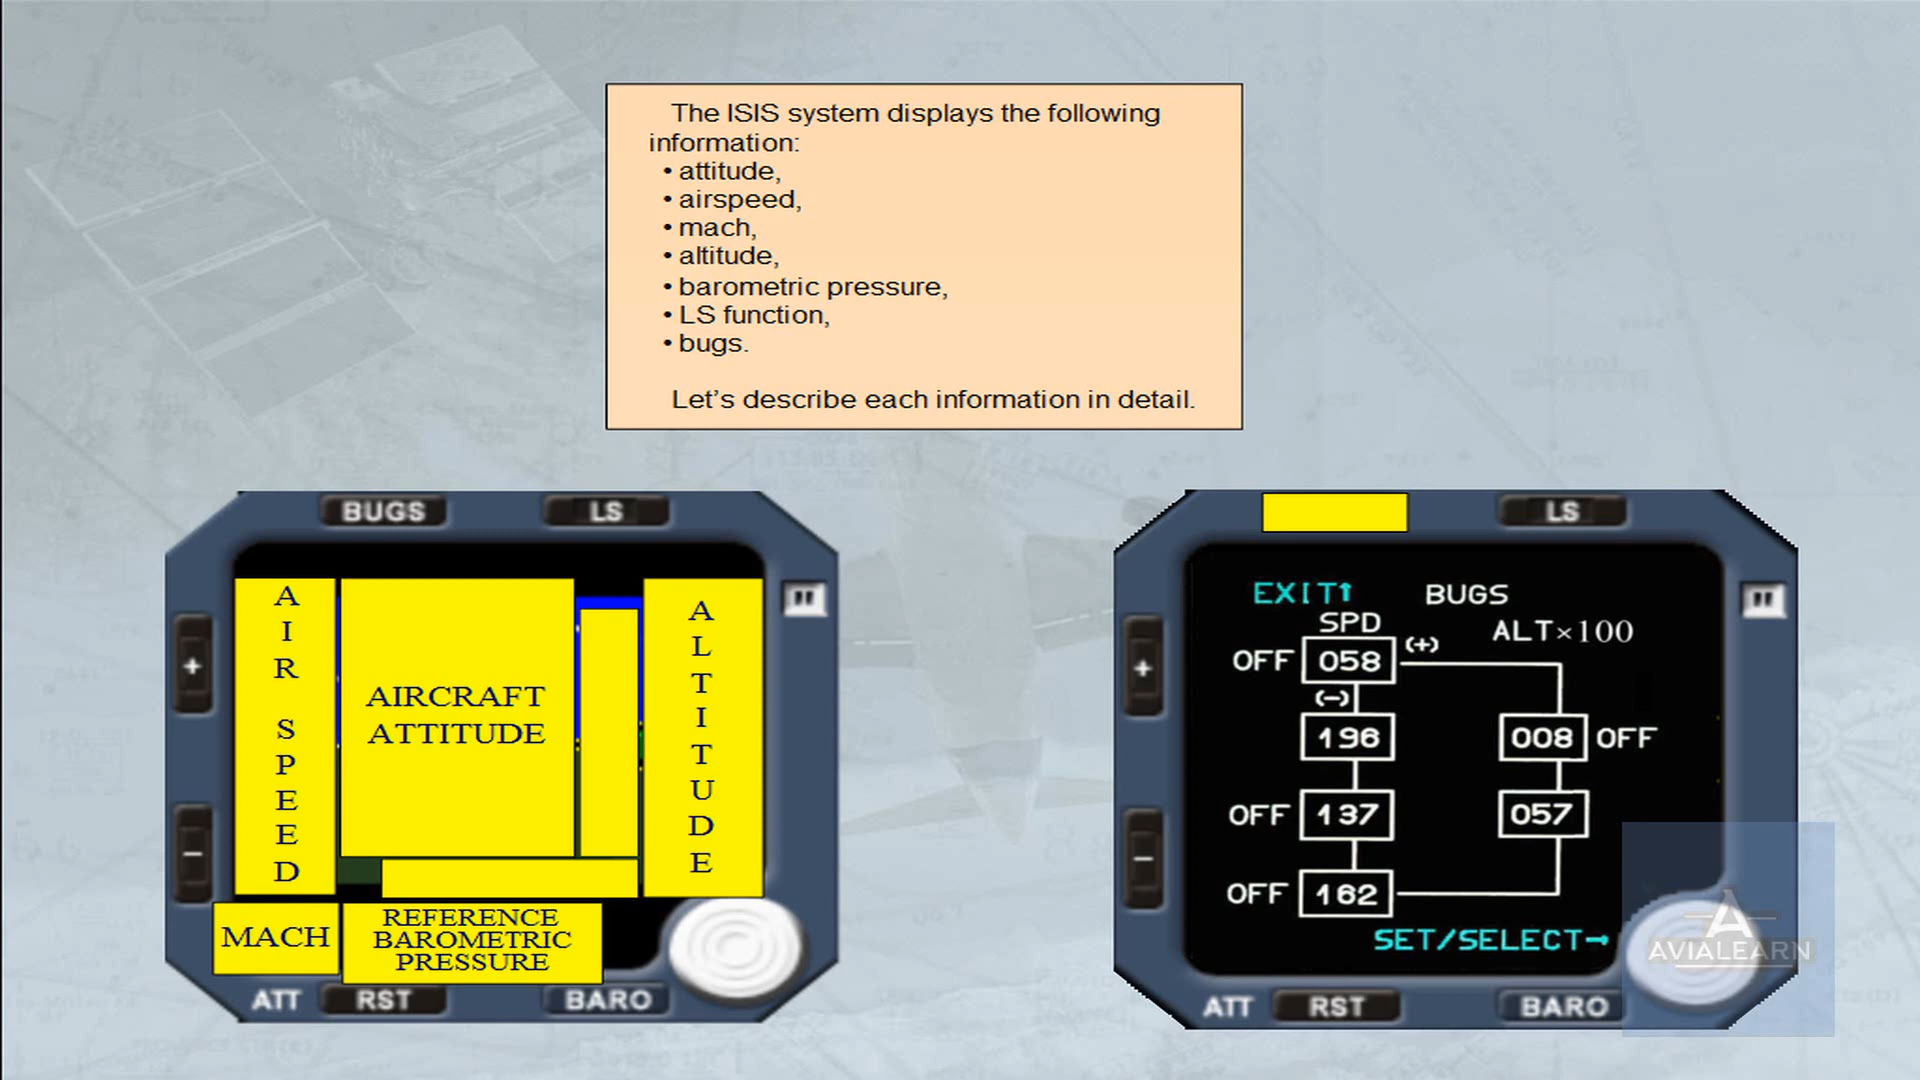 The ISIS system displays the following
information:
• attitude,
• airspeed,
• mach,
• altitude,
• barometric pressure,
• LS function,
• bugs.
Let’s describe each information in detail.
BUGS
LS
+
−
AIR SPEED
AIRCRAFT
ATTITUDE
ALTITUDE
MACH
REFERENCE
BAROMETRIC
PRESSURE
ATT
RST
BARO
LS
+
−
EXIT↑
BUGS
SPD
ALT×100
OFF
058
(+)
(−)
196
008
OFF
OFF
137
057
OFF
162
SET/SELECT→
ATT
RST
BARO
AVIALEARN